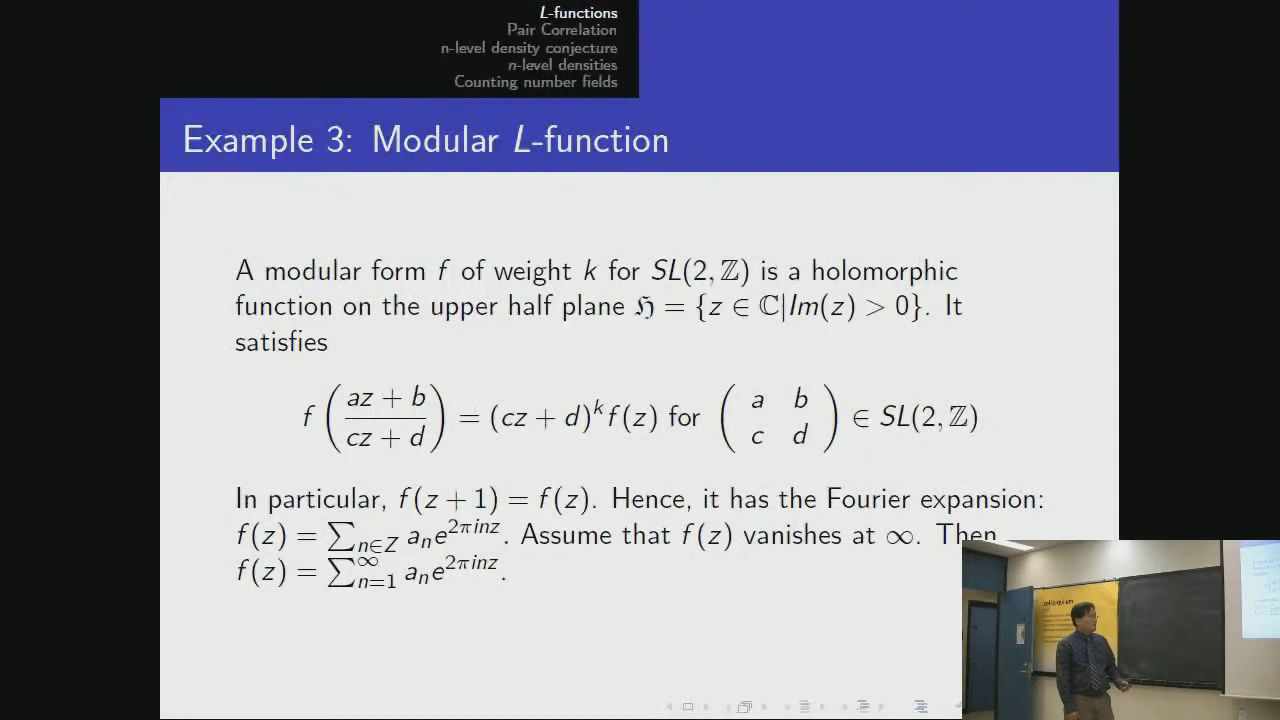 L-functions
Pair Correlation
n-level density conjecture
n-level densities
Counting number fields
Example 3: Modular L-function
A modular form f of weight k for SL(2, ℤ) is a holomorphic
function on the upper half plane ℌ = {z ∈ ℂ|Im(z) > 0}. It
satisfies
f((az + b)/(cz + d)) = (cz + d)^k f(z) for (a b; c d) ∈ SL(2, ℤ)
In particular, f(z + 1) = f(z). Hence, it has the Fourier expansion:
f(z) = ∑_{n∈Z} a_n e^{2πinz}. Assume that f(z) vanishes at ∞. Then
f(z) = ∑_{n=1}^{∞} a_n e^{2πinz}.
colloquium